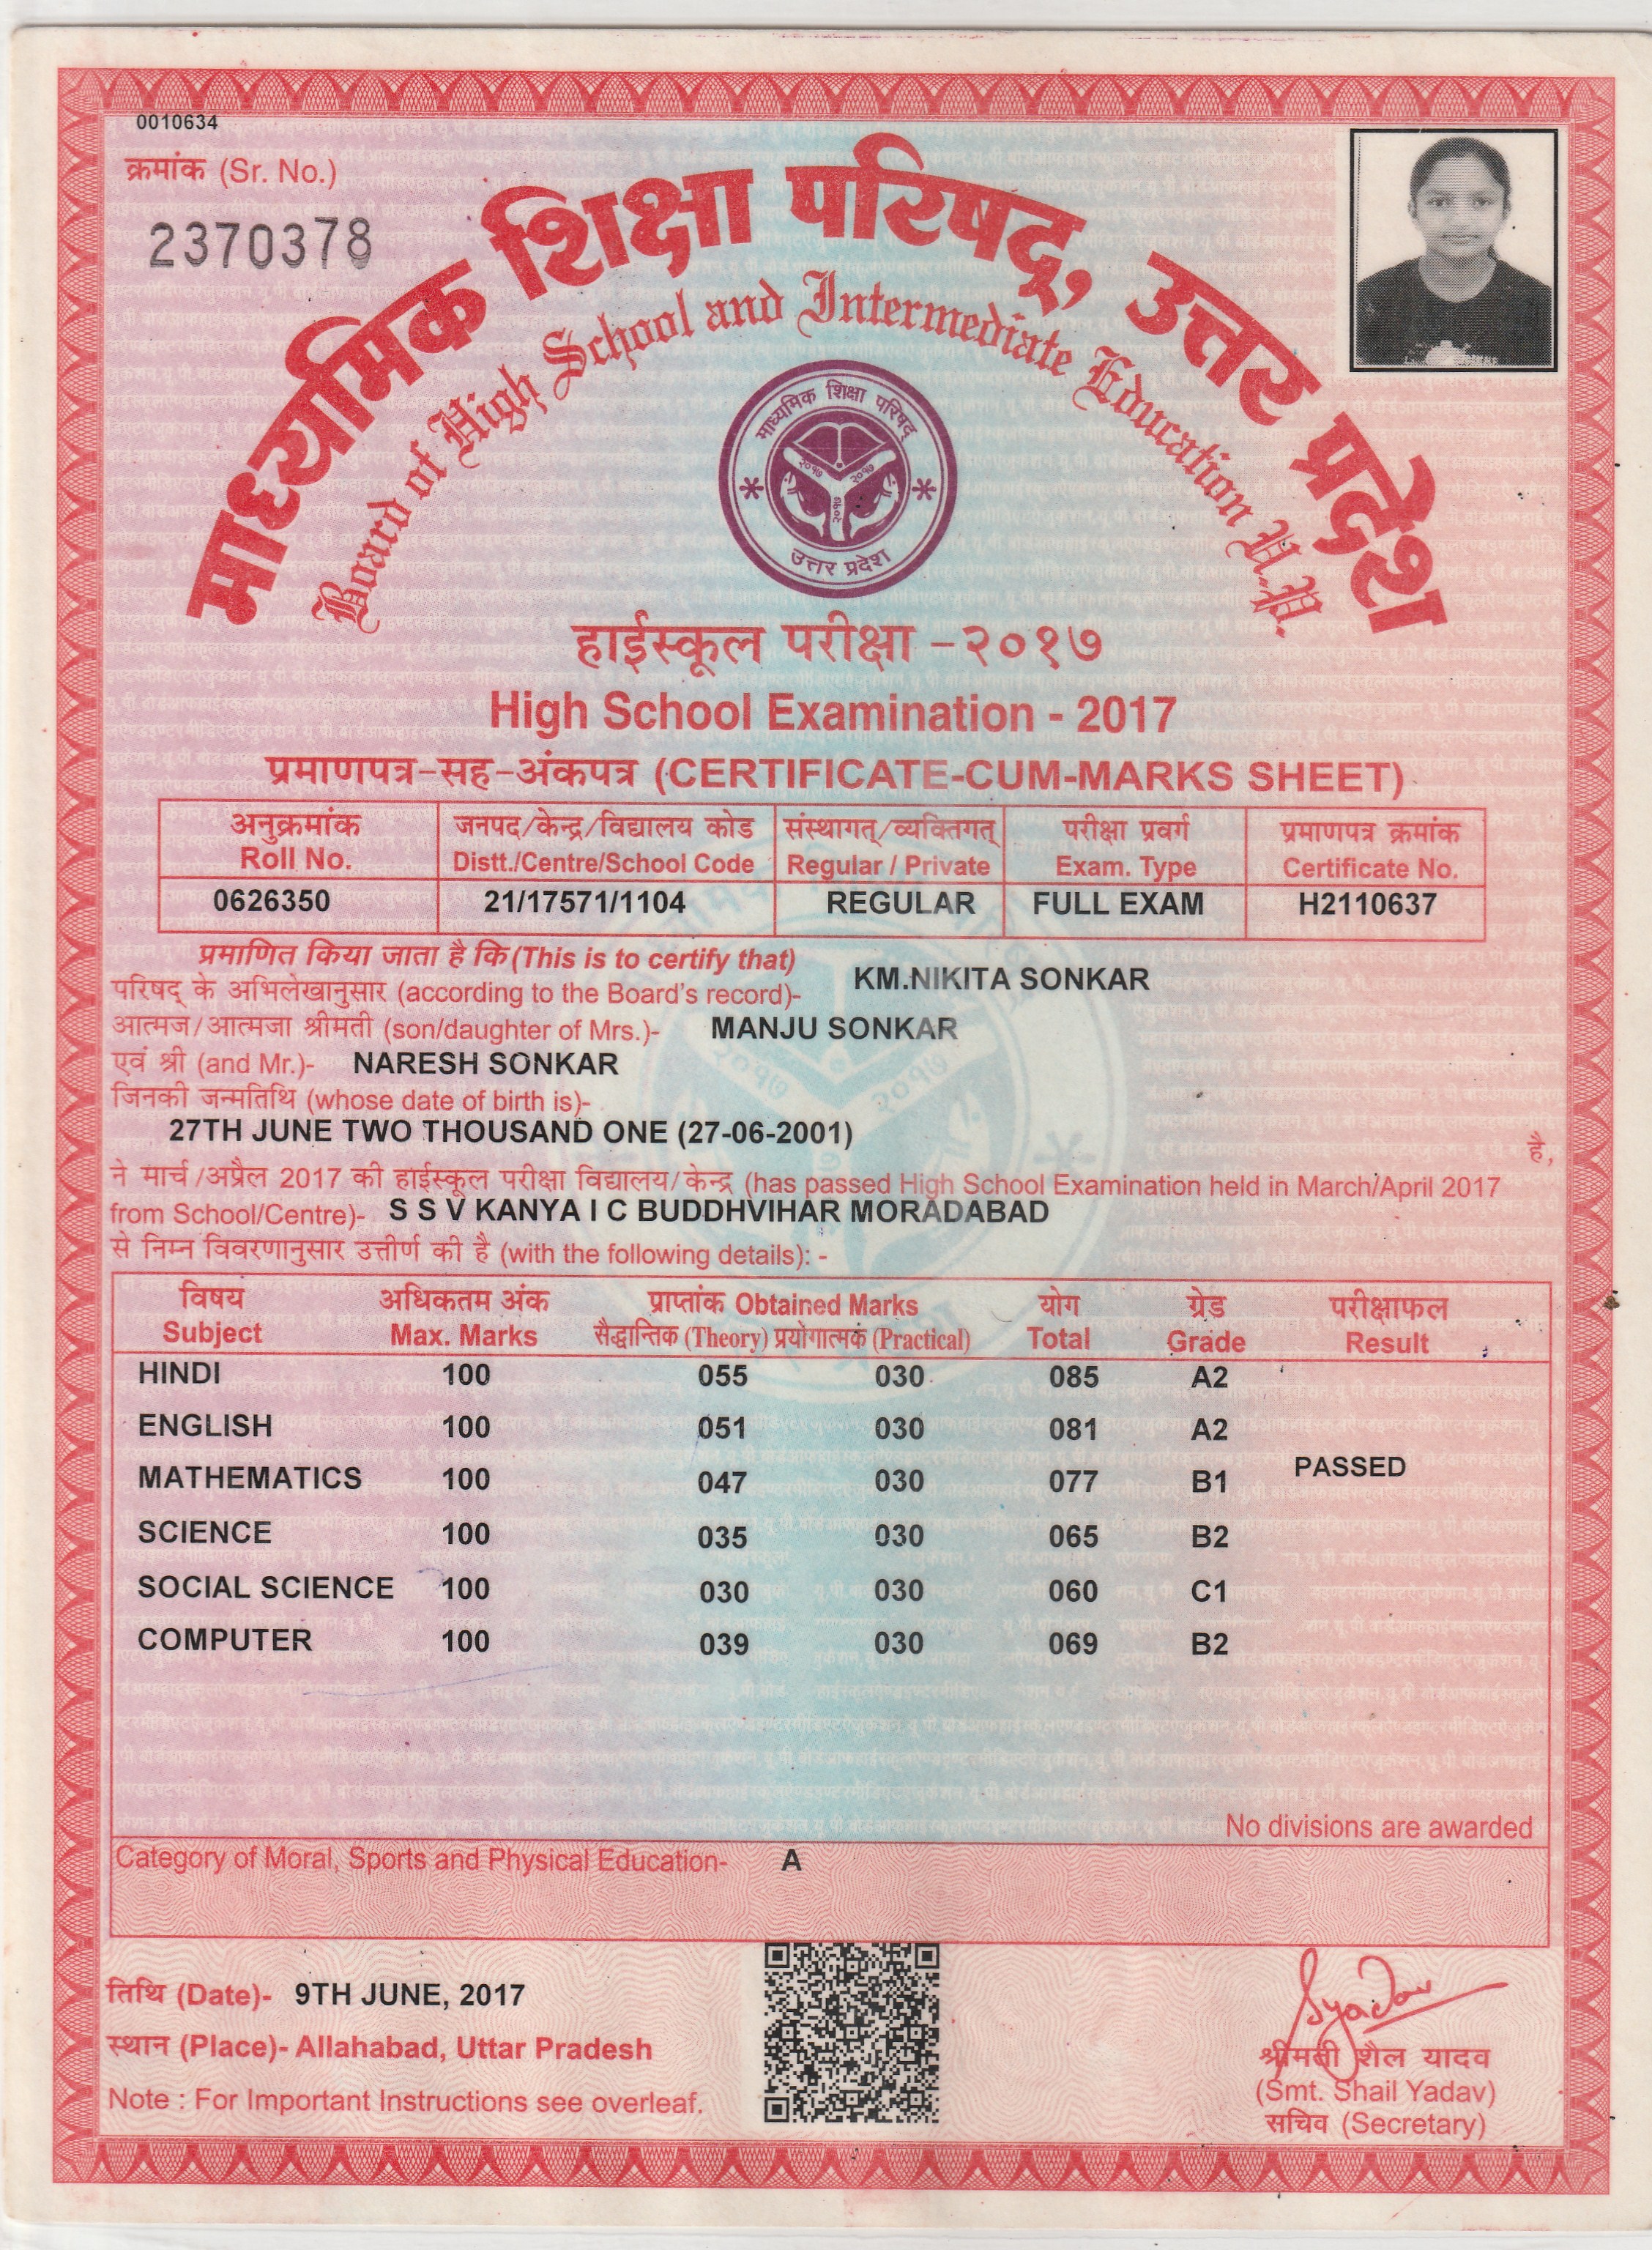 0010634
क्रमांक (Sr. No.)
2370378
माध्यमिक शिक्षा परिषद्, उत्तर प्रदेश
Board of High School and Intermediate Education U.P.
माध्यमिक शिक्षा परिषद्
२०१७ २०१७
२०१७
उत्तर प्रदेश
हाईस्कूल परीक्षा -२०१७
High School Examination - 2017
प्रमाणपत्र-सह-अंकपत्र (CERTIFICATE-CUM-MARKS SHEET)
अनुक्रमांक जनपद/केन्द्र/विद्यालय कोड संस्थागत्/व्यक्तिगत् परीक्षा प्रवर्ग प्रमाणपत्र क्रमांक
Roll No. Distt./Centre/School Code Regular / Private Exam. Type Certificate No.
0626350 21/17571/1104 REGULAR FULL EXAM H2110637
प्रमाणित किया जाता है कि (This is to certify that)
परिषद् के अभिलेखानुसार (according to the Board's record)- KM.NIKITA SONKAR
आत्मज/आत्मजा श्रीमती (son/daughter of Mrs.)- MANJU SONKAR
एवं श्री (and Mr.)- NARESH SONKAR
जिनकी जन्मतिथि (whose date of birth is)-
27TH JUNE TWO THOUSAND ONE (27-06-2001) है,
ने मार्च/अप्रैल 2017 की हाईस्कूल परीक्षा विद्यालय/केन्द्र (has passed High School Examination held in March/April 2017
from School/Centre)- S S V KANYA I C BUDDHVIHAR MORADABAD
से निम्न विवरणानुसार उत्तीर्ण की है (with the following details): -
विषय अधिकतम अंक प्राप्तांक Obtained Marks योग ग्रेड परीक्षाफल
Subject Max. Marks सैद्धान्तिक (Theory) प्रयोगात्मक (Practical) Total Grade Result
HINDI 100 055 030 085 A2
ENGLISH 100 051 030 081 A2
MATHEMATICS 100 047 030 077 B1 PASSED
SCIENCE 100 035 030 065 B2
SOCIAL SCIENCE 100 030 030 060 C1
COMPUTER 100 039 030 069 B2
No divisions are awarded
Category of Moral, Sports and Physical Education- A
तिथि (Date)- 9TH JUNE, 2017
स्थान (Place)- Allahabad, Uttar Pradesh
Note : For Important Instructions see overleaf.
Syadav
श्रीमती शैल यादव
(Smt. Shail Yadav)
सचिव (Secretary)